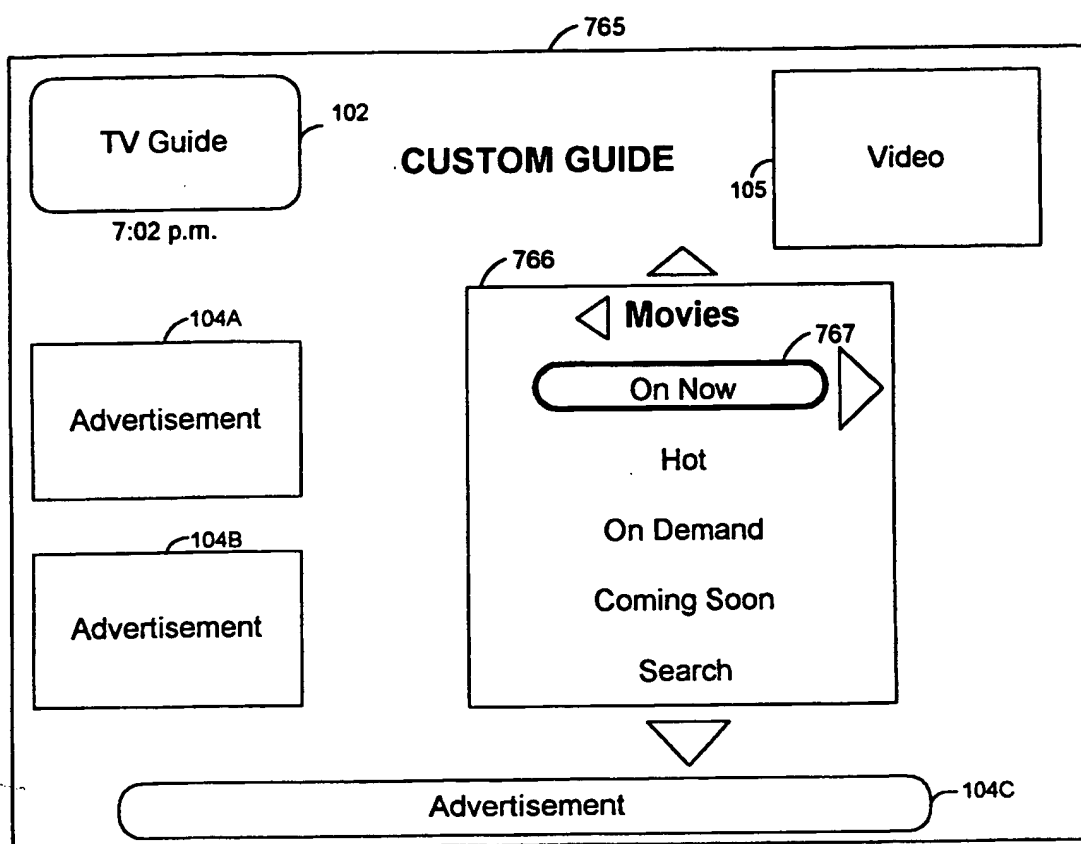 765
TV Guide
102
CUSTOM GUIDE
Video
105
7:02 p.m.
766
Movies
767
On Now
Hot
On Demand
Coming Soon
Search
104A
Advertisement
104B
Advertisement
Advertisement
104C